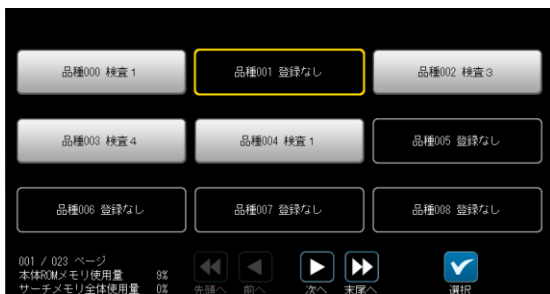 品種000 検査1
品種001 登録なし
品種002 検査3
品種003 検査4
品種004 検査1
品種005 登録なし
品種006 登録なし
品種007 登録なし
品種008 登録なし
001 / 023 ページ
本体ROMメモリ使用量 9%
サーチメモリ全体使用量 0%
先頭へ 前へ 次へ 末尾へ 選択